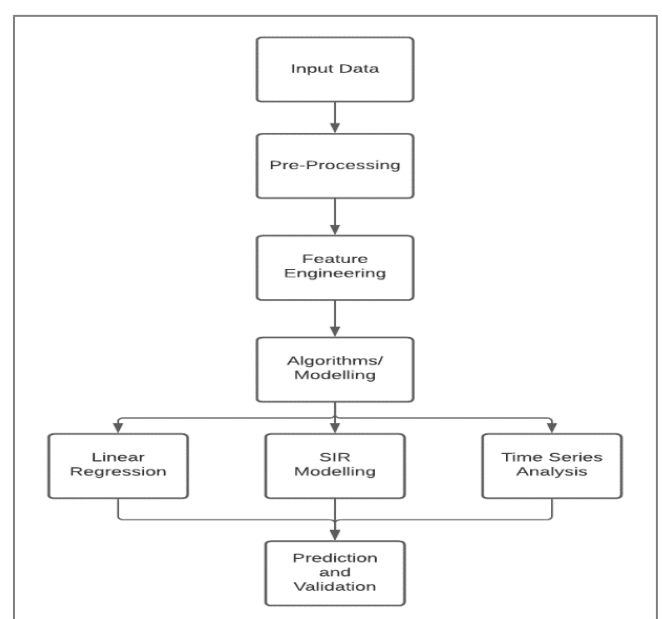 Input Data
Pre-Processing
Feature
Engineering
Algorithms/
Modelling
Linear
Regression
SIR
Modelling
Time Series
Analysis
Prediction
and
Validation